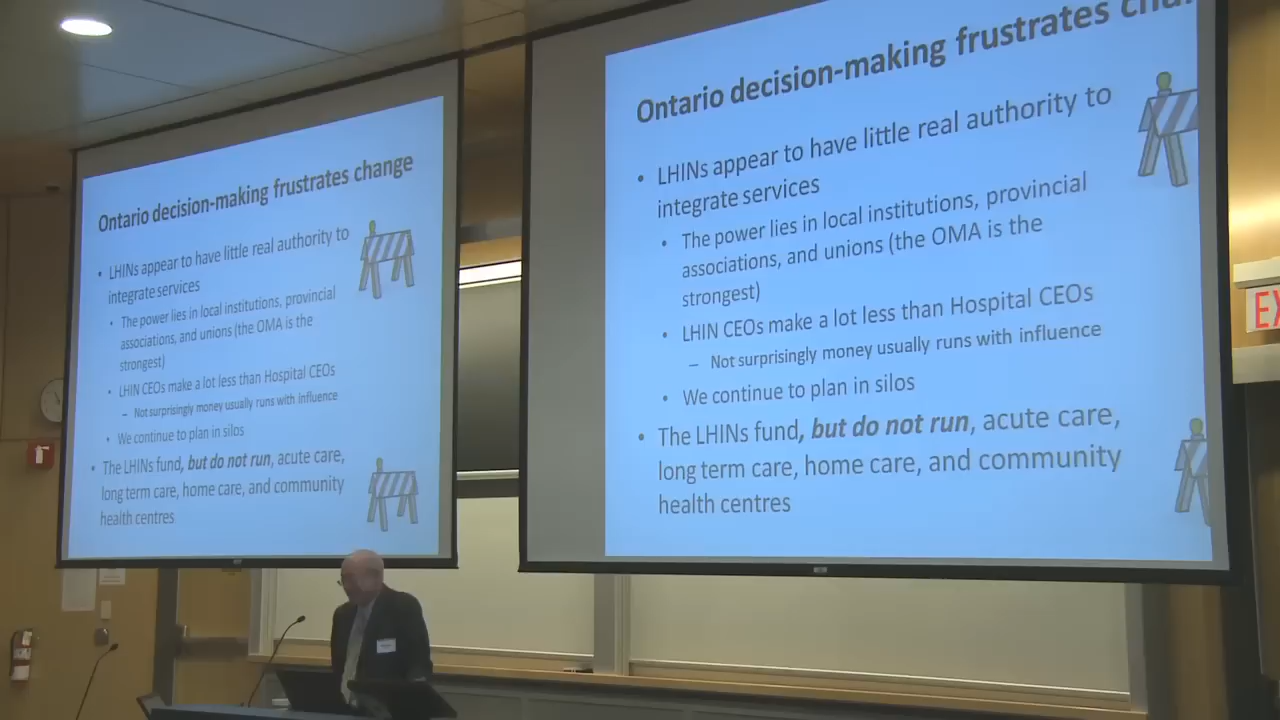 Ontario decision-making frustrates change
• LHINs appear to have little real authority to
integrate services
• The power lies in local institutions, provincial
associations, and unions (the OMA is the
strongest)
• LHIN CEOs make a lot less than Hospital CEOs
– Not surprisingly money usually runs with influence
• We continue to plan in silos
• The LHINs fund, but do not run, acute care,
long term care, home care, and community
health centres
Ontario decision-making frustrates
• LHINs appear to have little real authority to
integrate services
• The power lies in local institutions, provincial
associations, and unions (the OMA is the
strongest)
• LHIN CEOs make a lot less than Hospital CEOs
– Not surprisingly money usually runs with influence
• We continue to plan in silos
• The LHINs fund, but do not run, acute care,
long term care, home care, and community
health centres
EX